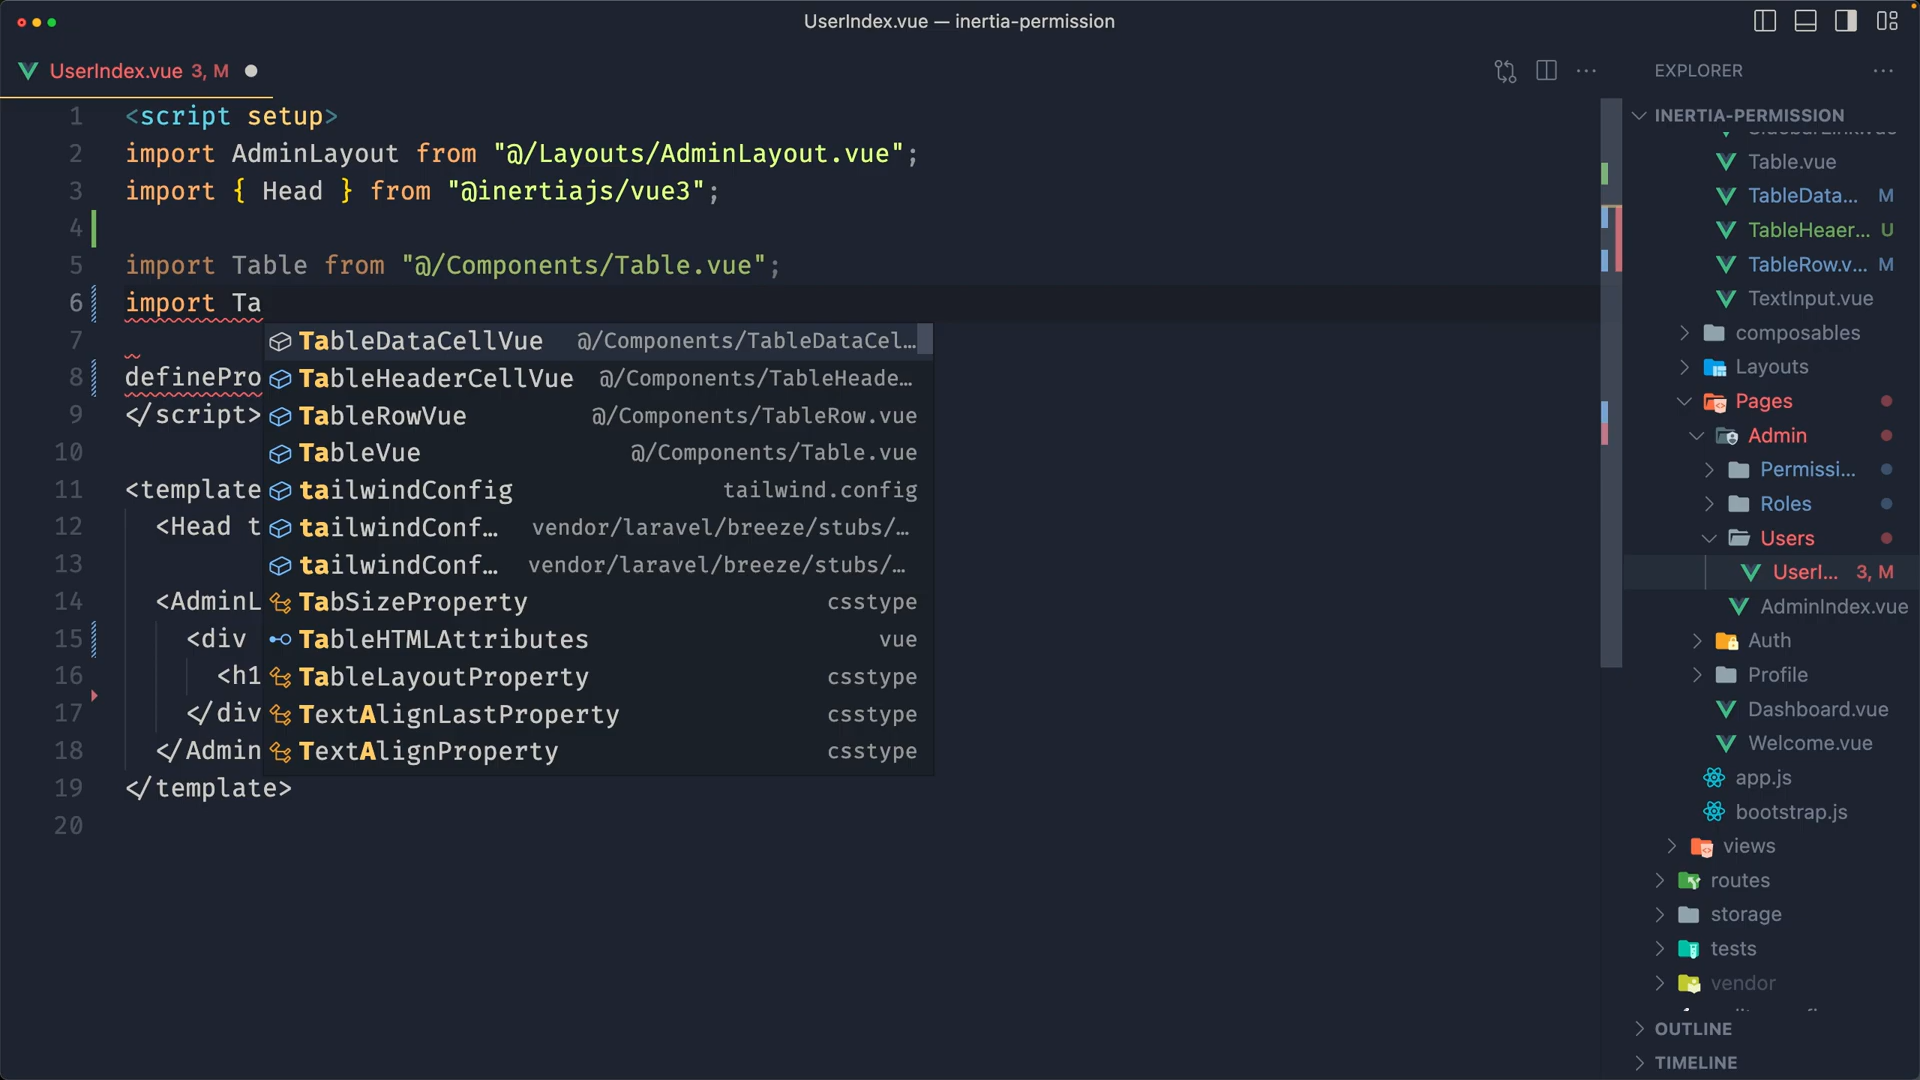 UserIndex.vue — inertia-permission
UserIndex.vue 3, M
1 <script setup>
2 import AdminLayout from "@/Layouts/AdminLayout.vue";
3 import { Head } from "@inertiajs/vue3";
4
5 import Table from "@/Components/Table.vue";
6 import Ta
7
8 definePro
9 </script>
10
11 <template
12 <Head t
13
14 <AdminL
15 <div
16 <h1
17 </div
18 </Admin
19 </template>
20
TableDataCellVue @/Components/TableDataCel…
TableHeaderCellVue @/Components/TableHeade…
TableRowVue @/Components/TableRow.vue
TableVue @/Components/Table.vue
tailwindConfig tailwind.config
tailwindConf… vendor/laravel/breeze/stubs/…
tailwindConf… vendor/laravel/breeze/stubs/…
TabSizeProperty csstype
TableHTMLAttributes vue
TableLayoutProperty csstype
TextAlignLastProperty csstype
TextAlignProperty csstype
EXPLORER
INERTIA-PERMISSION
Table.vue
TableData... M
TableHeaer... U
TableRow.v... M
TextInput.vue
composables
Layouts
Pages
Admin
Permissi...
Roles
Users
UserI... 3, M
AdminIndex.vue
Auth
Profile
Dashboard.vue
Welcome.vue
app.js
bootstrap.js
views
routes
storage
tests
vendor
OUTLINE
TIMELINE